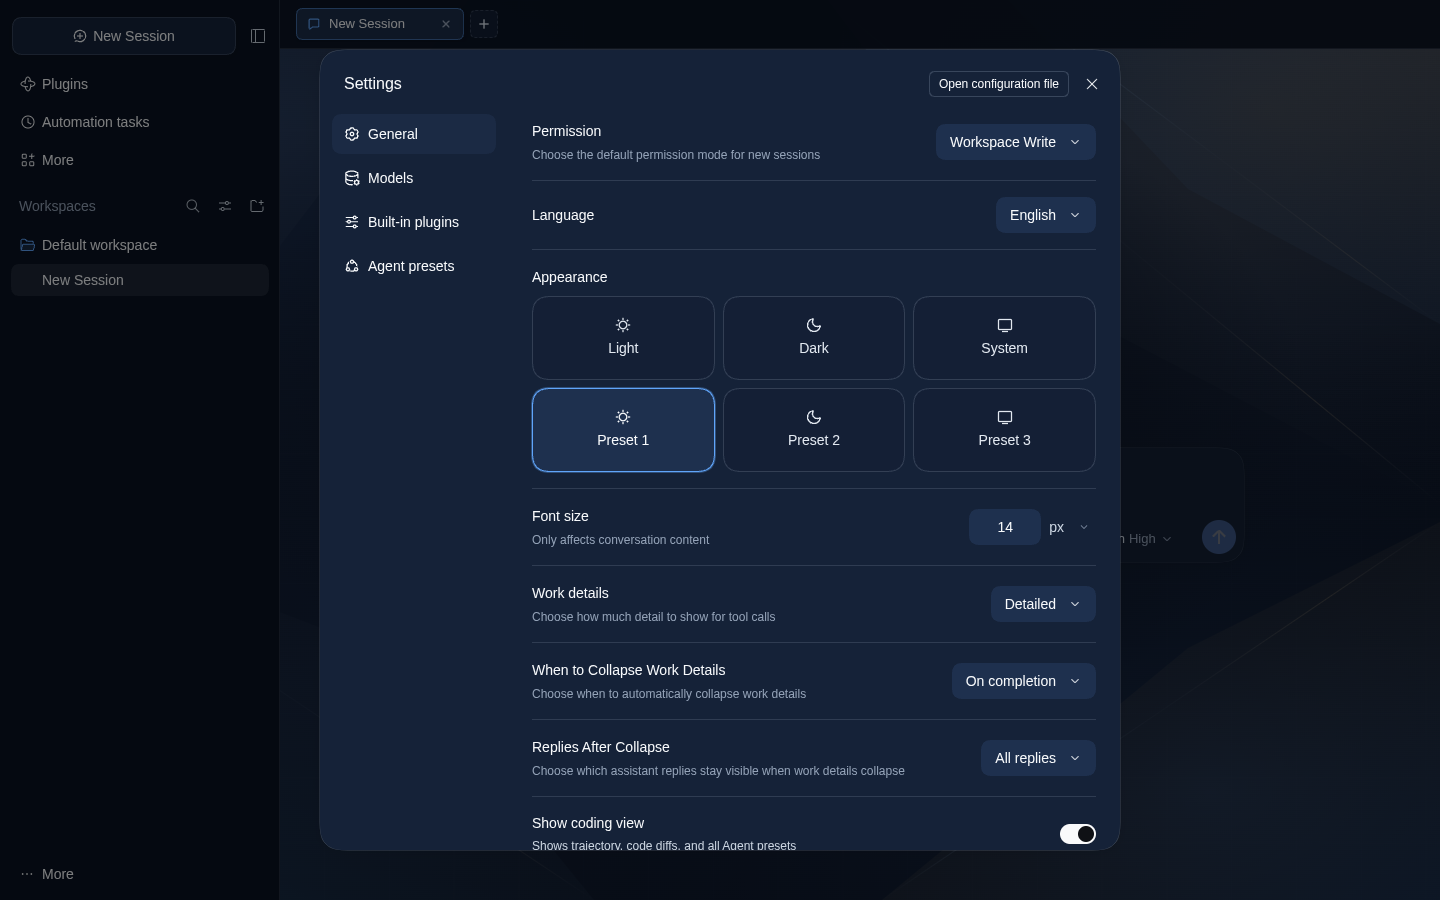 New Session
Plugins
Automation tasks
More
Workspaces
Default workspace
New Session
More
New Session
Settings
Open configuration file
General
Models
Built-in plugins
Agent presets
Permission
Choose the default permission mode for new sessions
Workspace Write
Language
English
Appearance
Light
Dark
System
Preset 1
Preset 2
Preset 3
Font size
Only affects conversation content
14
px
Work details
Choose how much detail to show for tool calls
Detailed
When to Collapse Work Details
Choose when to automatically collapse work details
On completion
Replies After Collapse
Choose which assistant replies stay visible when work details collapse
All replies
Show coding view
Shows trajectory, code diffs, and all Agent presets
High